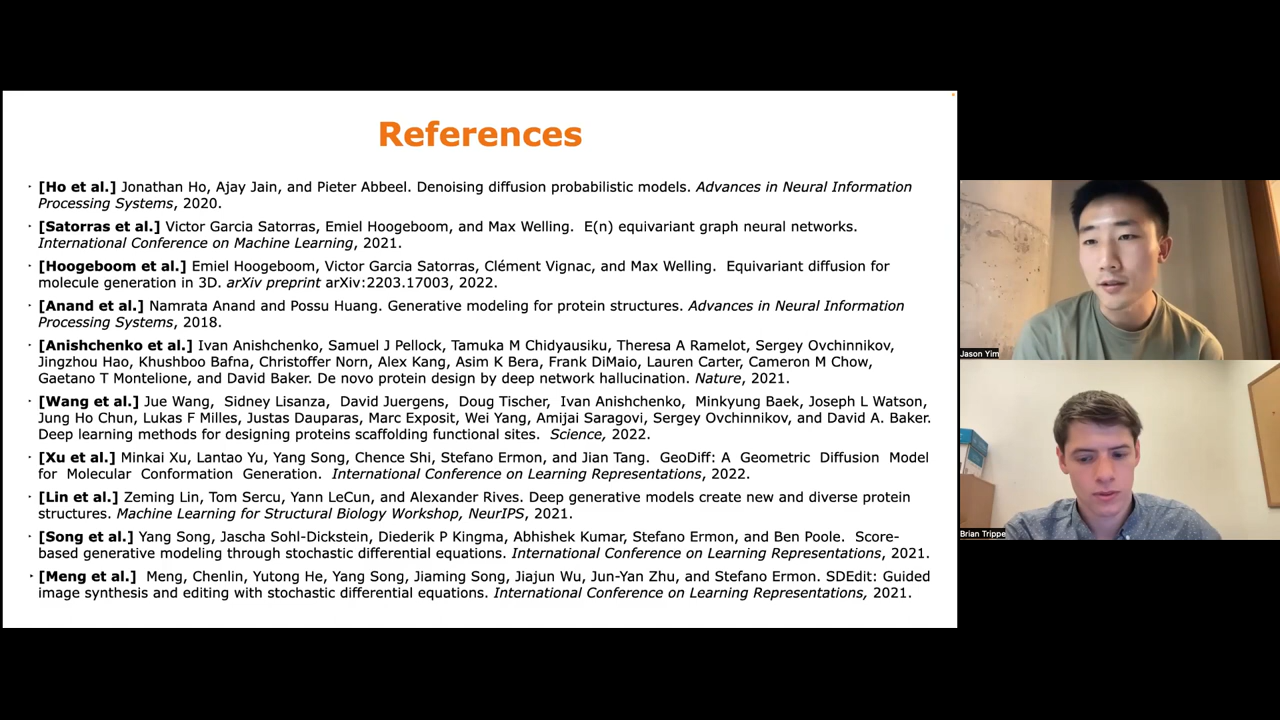 References
· [Ho et al.] Jonathan Ho, Ajay Jain, and Pieter Abbeel. Denoising diffusion probabilistic models. Advances in Neural Information
Processing Systems, 2020.
· [Satorras et al.] Victor Garcia Satorras, Emiel Hoogeboom, and Max Welling. E(n) equivariant graph neural networks.
International Conference on Machine Learning, 2021.
· [Hoogeboom et al.] Emiel Hoogeboom, Victor Garcia Satorras, Clément Vignac, and Max Welling. Equivariant diffusion for
molecule generation in 3D. arXiv preprint arXiv:2203.17003, 2022.
· [Anand et al.] Namrata Anand and Possu Huang. Generative modeling for protein structures. Advances in Neural Information
Processing Systems, 2018.
· [Anishchenko et al.] Ivan Anishchenko, Samuel J Pellock, Tamuka M Chidyausiku, Theresa A Ramelot, Sergey Ovchinnikov,
Jingzhou Hao, Khushboo Bafna, Christoffer Norn, Alex Kang, Asim K Bera, Frank DiMaio, Lauren Carter, Cameron M Chow,
Gaetano T Montelione, and David Baker. De novo protein design by deep network hallucination. Nature, 2021.
· [Wang et al.] Jue Wang, Sidney Lisanza, David Juergens, Doug Tischer, Ivan Anishchenko, Minkyung Baek, Joseph L Watson,
Jung Ho Chun, Lukas F Milles, Justas Dauparas, Marc Exposit, Wei Yang, Amijai Saragovi, Sergey Ovchinnikov, and David A. Baker.
Deep learning methods for designing proteins scaffolding functional sites. Science, 2022.
· [Xu et al.] Minkai Xu, Lantao Yu, Yang Song, Chence Shi, Stefano Ermon, and Jian Tang. GeoDiff: A Geometric Diffusion Model
for Molecular Conformation Generation. International Conference on Learning Representations, 2022.
· [Lin et al.] Zeming Lin, Tom Sercu, Yann LeCun, and Alexander Rives. Deep generative models create new and diverse protein
structures. Machine Learning for Structural Biology Workshop, NeurIPS, 2021.
· [Song et al.] Yang Song, Jascha Sohl-Dickstein, Diederik P Kingma, Abhishek Kumar, Stefano Ermon, and Ben Poole. Score-
based generative modeling through stochastic differential equations. International Conference on Learning Representations, 2021.
· [Meng et al.] Meng, Chenlin, Yutong He, Yang Song, Jiaming Song, Jiajun Wu, Jun-Yan Zhu, and Stefano Ermon. SDEdit: Guided
image synthesis and editing with stochastic differential equations. International Conference on Learning Representations, 2021.
Jason Yim
Brian Trippe